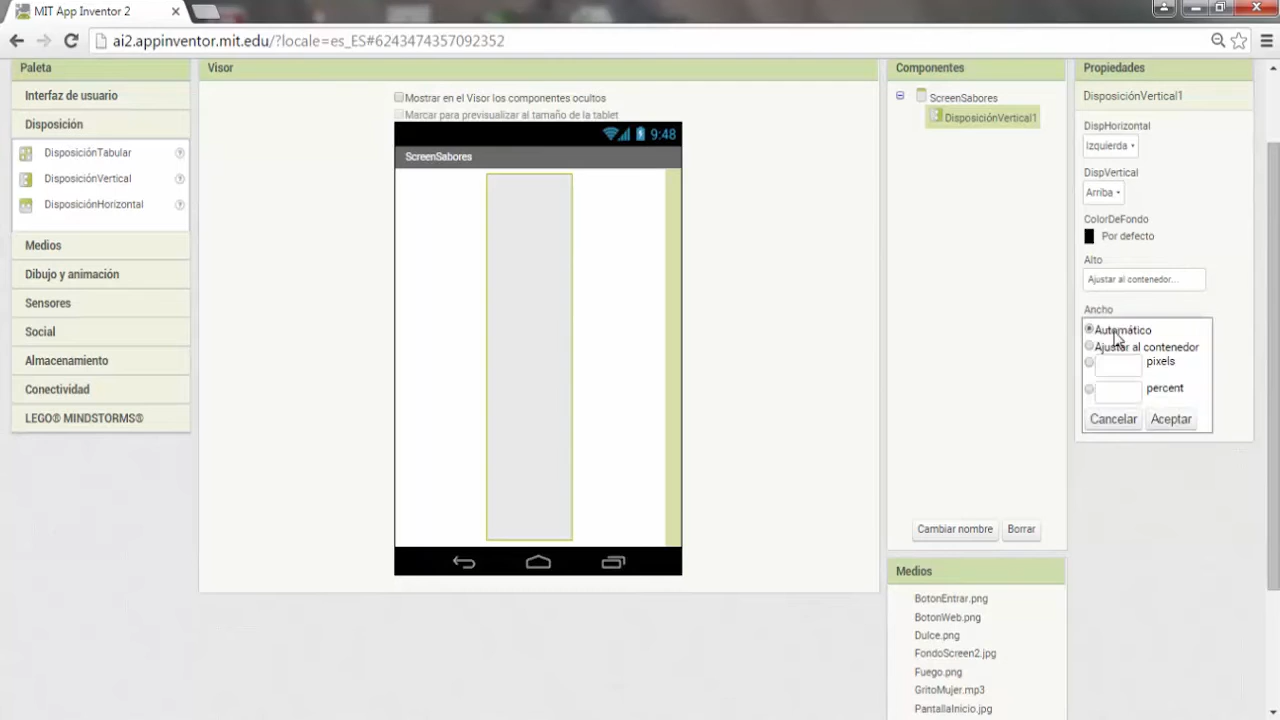 MIT App Inventor 2
ai2.appinventor.mit.edu/?locale=es_ES#6243474357092352
Paleta
Interfaz de usuario
Disposición
DisposiciónTabular
DisposiciónVertical
DisposiciónHorizontal
Medios
Dibujo y animación
Sensores
Social
Almacenamiento
Conectividad
LEGO® MINDSTORMS®
Visor
Mostrar en el Visor los componentes ocultos
Marcar para previsualizar al tamaño de la tablet
9:48
ScreenSabores
Componentes
ScreenSabores
DisposiciónVertical1
Cambiar nombre
Borrar
Medios
BotonEntrar.png
BotonWeb.png
Dulce.png
FondoScreen2.jpg
Fuego.png
GritoMujer.mp3
PantallaInicio.jpg
Propiedades
DisposiciónVertical1
DispHorizontal
Izquierda
DispVertical
Arriba
ColorDeFondo
Por defecto
Alto
Ajustar al contenedor...
Ancho
Automático
Ajustar al contenedor
pixels
percent
Cancelar
Aceptar